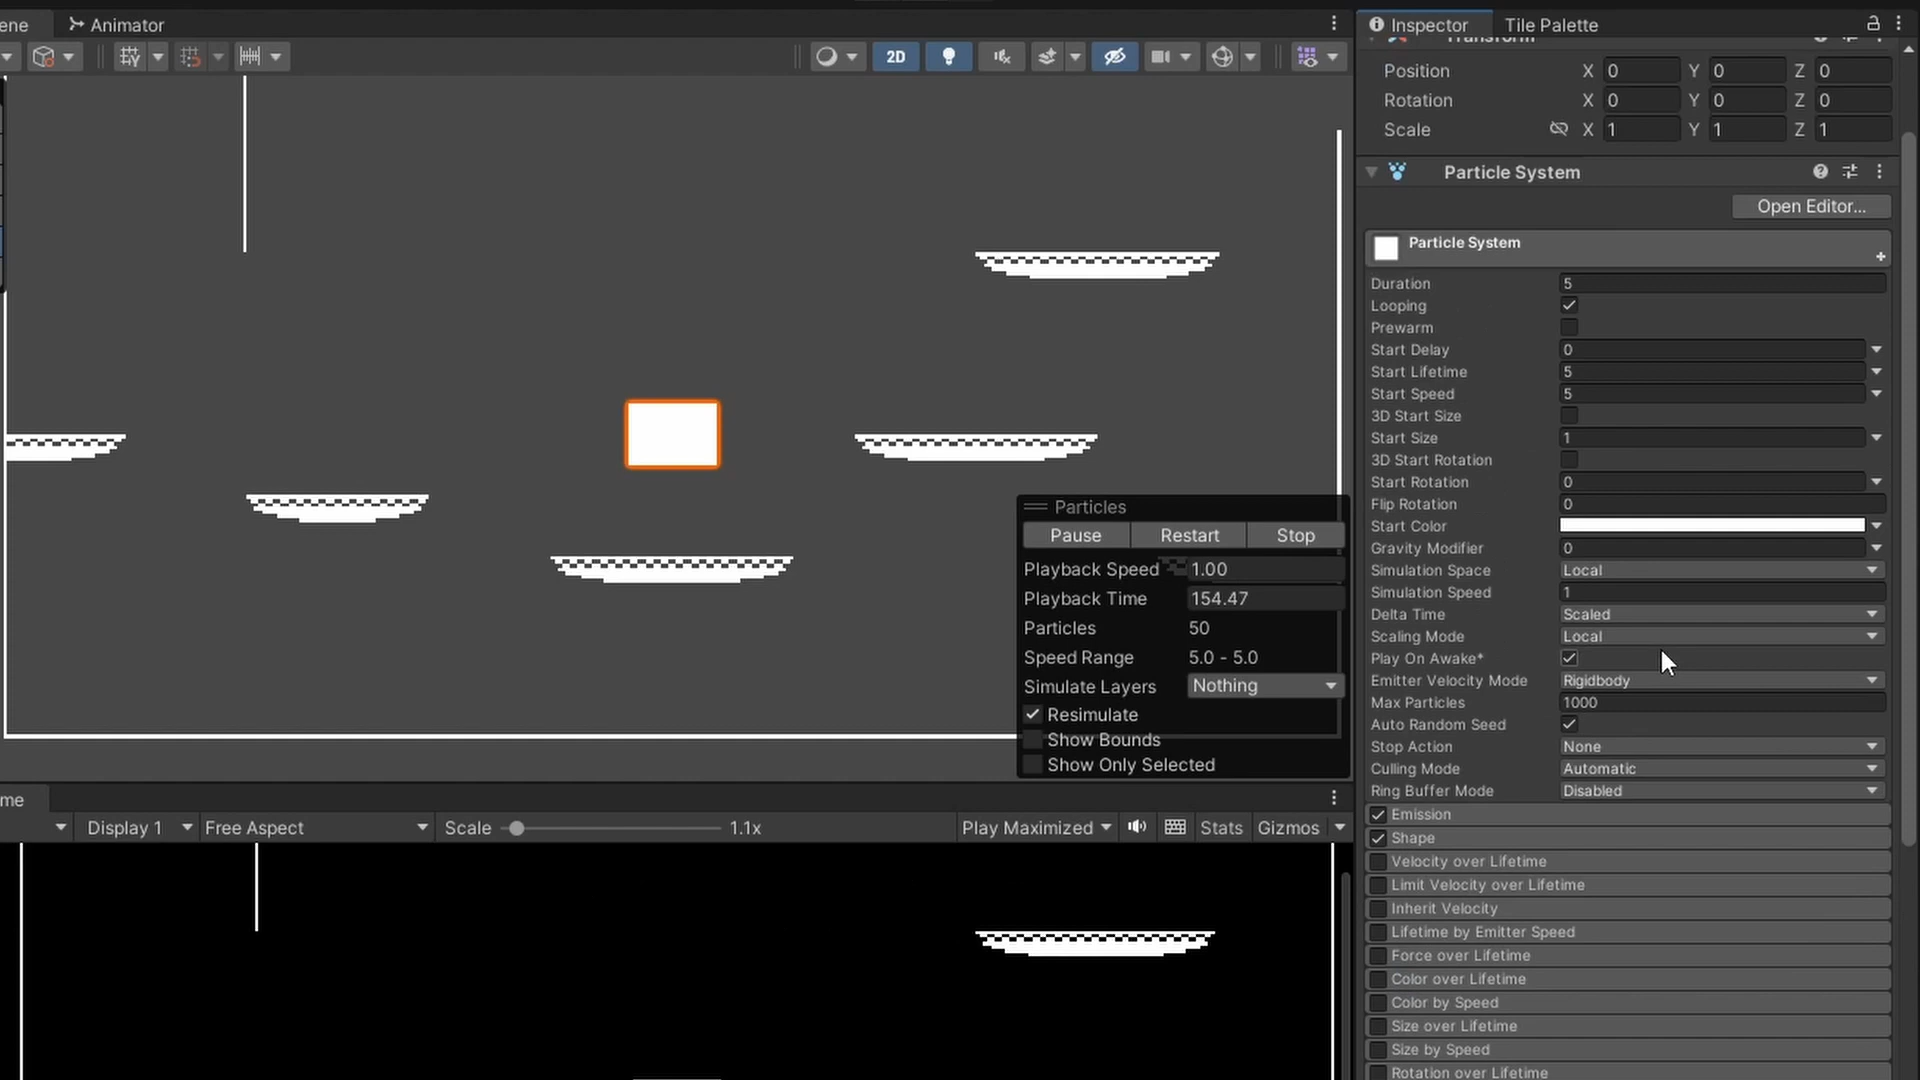 ene
Animator
2D
me
Display 1
Free Aspect
Scale
1.1x
Play Maximized
Stats
Gizmos
Particles
Pause
Restart
Stop
Playback Speed 1.00
Playback Time 154.47
Particles 50
Speed Range 5.0 - 5.0
Simulate Layers Nothing
Resimulate
Show Bounds
Show Only Selected
Inspector
Tile Palette
Transform
Position X 0 Y 0 Z 0
Rotation X 0 Y 0 Z 0
Scale X 1 Y 1 Z 1
Particle System
Open Editor...
Particle System
Duration 5
Looping
Prewarm
Start Delay 0
Start Lifetime 5
Start Speed 5
3D Start Size
Start Size 1
3D Start Rotation
Start Rotation 0
Flip Rotation 0
Start Color
Gravity Modifier 0
Simulation Space Local
Simulation Speed 1
Delta Time Scaled
Scaling Mode Local
Play On Awake*
Emitter Velocity Mode Rigidbody
Max Particles 1000
Auto Random Seed
Stop Action None
Culling Mode Automatic
Ring Buffer Mode Disabled
Emission
Shape
Velocity over Lifetime
Limit Velocity over Lifetime
Inherit Velocity
Lifetime by Emitter Speed
Force over Lifetime
Color over Lifetime
Color by Speed
Size over Lifetime
Size by Speed
Rotation over Lifetime